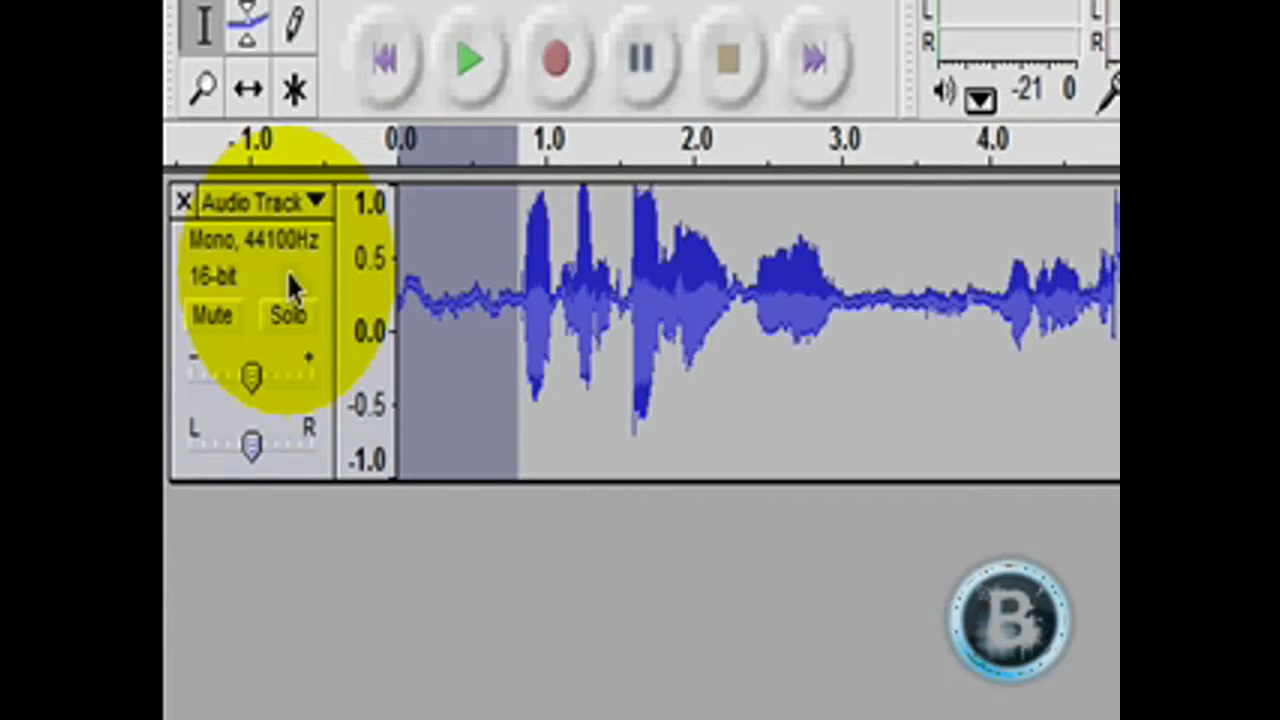 L
R
L
R
-21 0
- 1.0 0.0 1.0 2.0 3.0 4.0
X Audio Track
Mono, 44100Hz
16-bit
Mute Solo
- +
L R
1.0
0.5
0.0
-0.5
-1.0
B